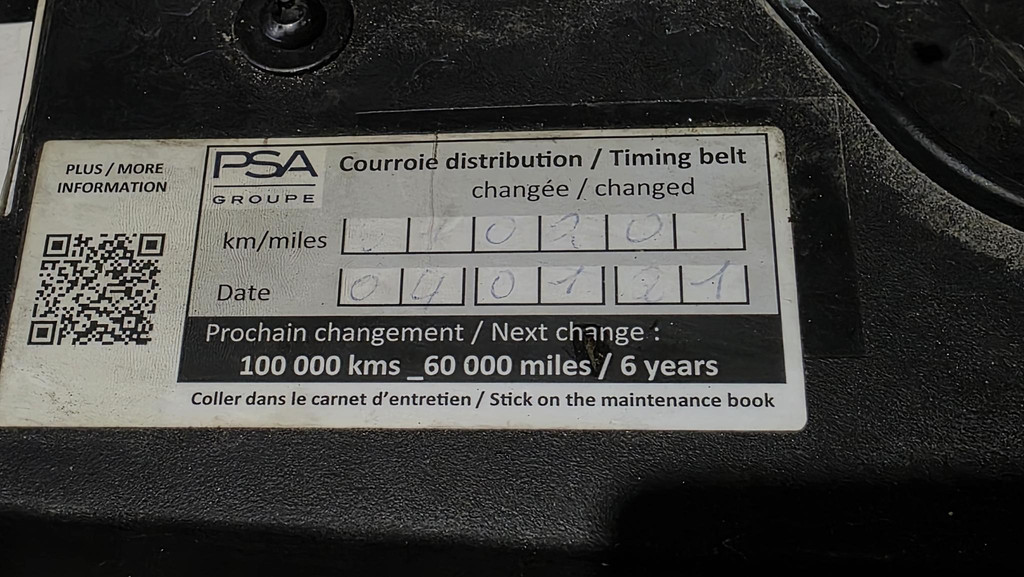 PLUS / MORE
INFORMATION
PSA
GROUPE
Courroie distribution / Timing belt
changée / changed
km/miles
Date 04 01 21
Prochain changement / Next change :
100 000 kms _60 000 miles / 6 years
Coller dans le carnet d'entretien / Stick on the maintenance book